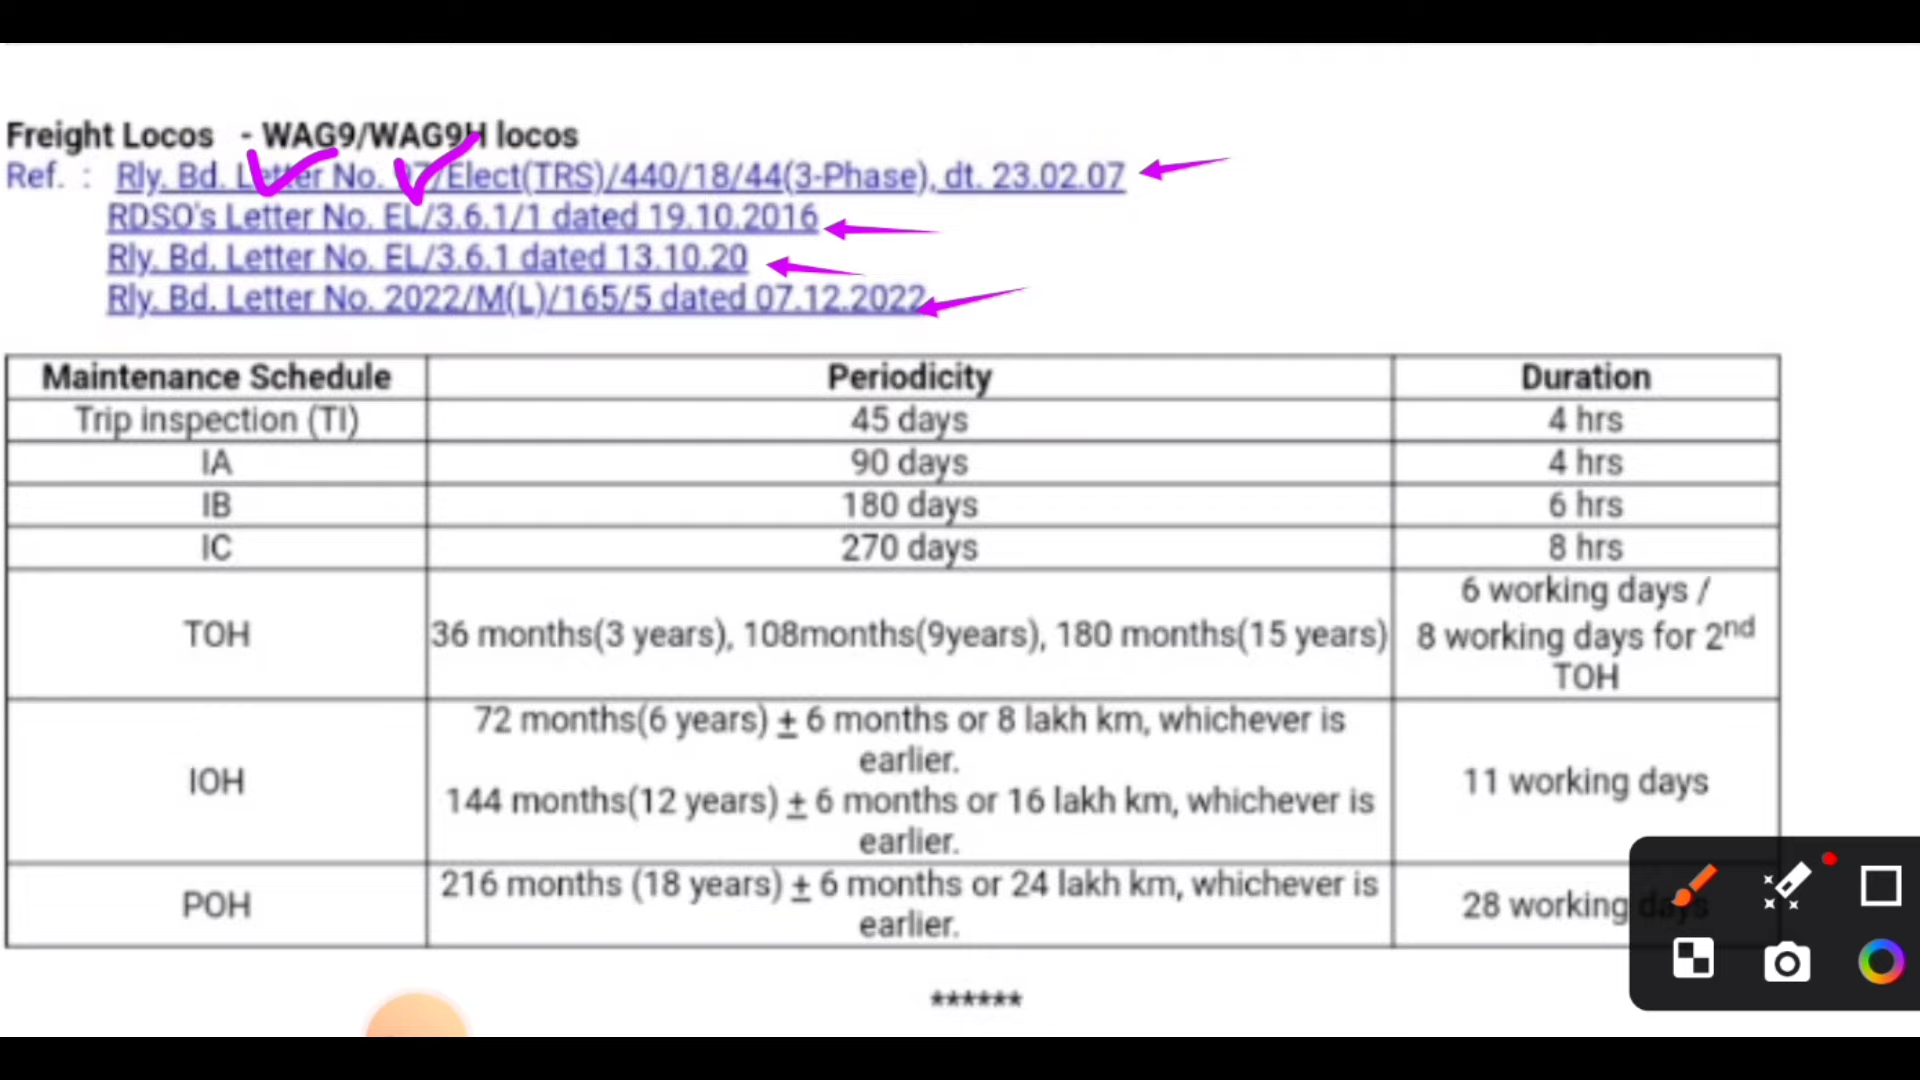 Freight Locos - WAG9/WAG9H locos
Ref. : Rly. Bd. Letter No. 07/Elect(TRS)/440/18/44(3-Phase), dt. 23.02.07
RDSO's Letter No. EL/3.6.1/1 dated 19.10.2016
Rly. Bd. Letter No. EL/3.6.1 dated 13.10.20
Rly. Bd. Letter No. 2022/M(L)/165/5 dated 07.12.2022
Maintenance Schedule Periodicity Duration
Trip inspection (TI) 45 days 4 hrs
IA 90 days 4 hrs
IB 180 days 6 hrs
IC 270 days 8 hrs
TOH 36 months(3 years), 108months(9years), 180 months(15 years) 6 working days /
8 working days for 2nd
TOH
IOH 72 months(6 years) ± 6 months or 8 lakh km, whichever is
earlier.
144 months(12 years) ± 6 months or 16 lakh km, whichever is
earlier.
11 working days
POH 216 months (18 years) ± 6 months or 24 lakh km, whichever is
earlier.
28 working days
******